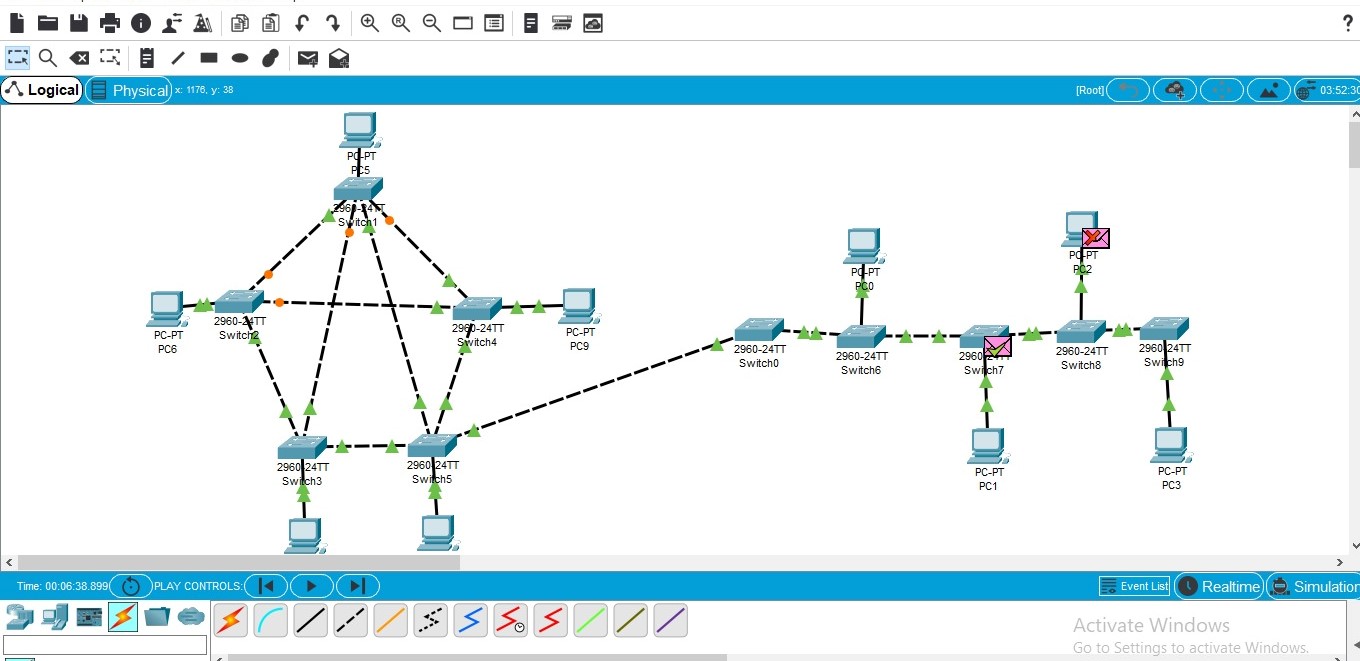 Logical
Physical
x: 1176, y: 38
[Root]
03:52:30
PC-PT
PC5
2960-24TT
Switch1
PC-PT
PC6
2960-24TT
Switch2
2960-24TT
Switch4
PC-PT
PC9
2960-24TT
Switch3
2960-24TT
Switch5
PC-PT
PC0
2960-24TT
Switch0
2960-24TT
Switch6
2960-24TT
Switch7
PC-PT
PC2
2960-24TT
Switch8
2960-24TT
Switch9
PC-PT
PC1
PC-PT
PC3
Time: 00:06:38.899
PLAY CONTROLS:
Event List
Realtime
Simulation
Activate Windows
Go to Settings to activate Windows.